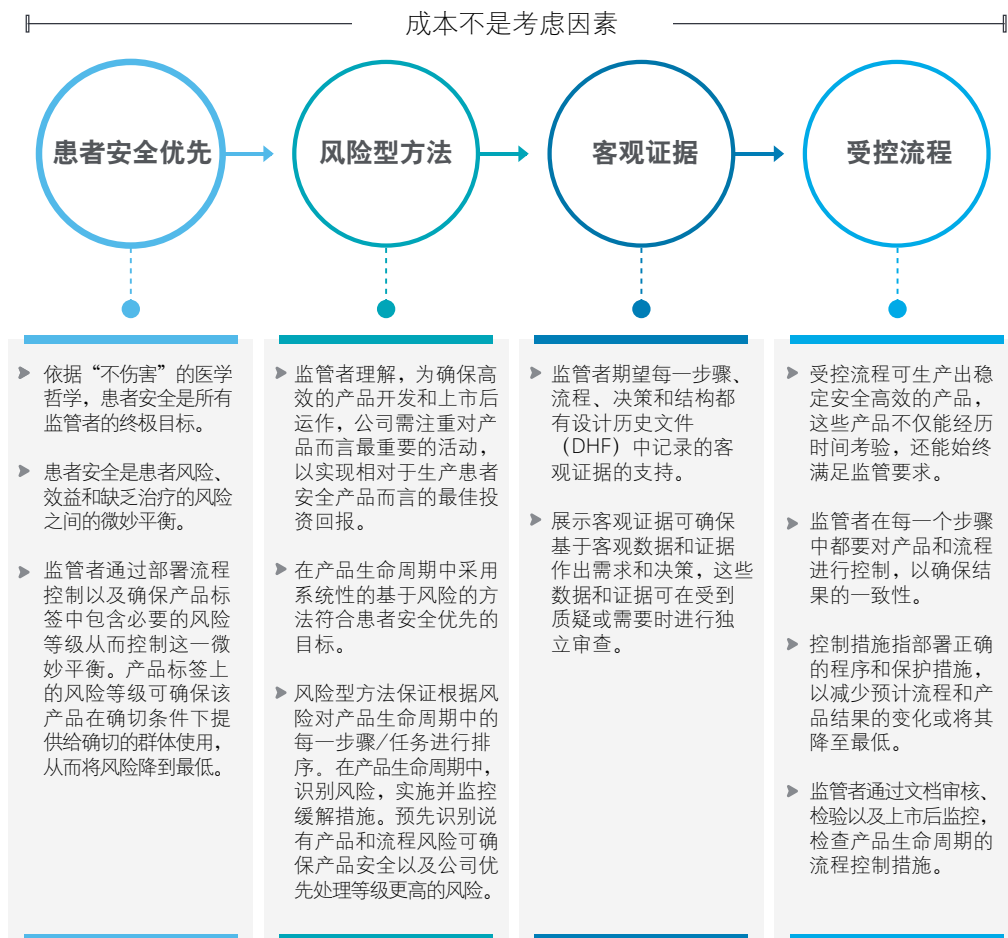 成本不是考虑因素
患者安全优先
风险型方法
客观证据
受控流程
依据“不伤害”的医学
哲学，患者安全是所有
监管者的终极目标。
患者安全是患者风险、
效益和缺乏治疗的风险
之间的微妙平衡。
监管者通过部署流程
控制以及确保产品标
签中包含必要的风险
等级从而控制这一微
妙平衡。产品标签上
的风险等级可确保该
产品在确切条件下提
供给确切的群体使用，
从而将风险降到最低。
监管者理解，为确保高
效的产品开发和上市后
运作，公司需注重对产
品而言最重要的活动，
以实现相对于生产患者
安全产品而言的最佳投
资回报。
在产品生命周期中采用
系统性的基于风险的方
法符合患者安全优先的
目标。
风险型方法保证根据风
险对产品生命周期中的
每一步骤/任务进行排
序。在产品生命周期中，
识别风险，实施并监控
缓解措施。预先识别说
有产品和流程风险可确
保产品安全以及公司优
先处理等级更高的风险。
监管者期望每一步骤、
流程、决策和结构都
有设计历史文件
（DHF）中记录的客
观证据的支持。
展示客观证据可确保
基于客观数据和证据
作出需求和决策，这些
数据和证据可在受到
质疑或需要时进行独
立审查。
受控流程可生产出稳
定安全高效的产品，
这些产品不仅能经历
时间考验，还能始终
满足监管要求。
监管者在每一个步骤
中都要对产品和流程
进行控制，以确保结
果的一致性。
控制措施指部署正确
的程序和保护措施，
以减少预计流程和产
品结果的变化或将其
降至最低。
监管者通过文档审核、
检验以及上市后监控，
检查产品生命周期的
流程控制措施。